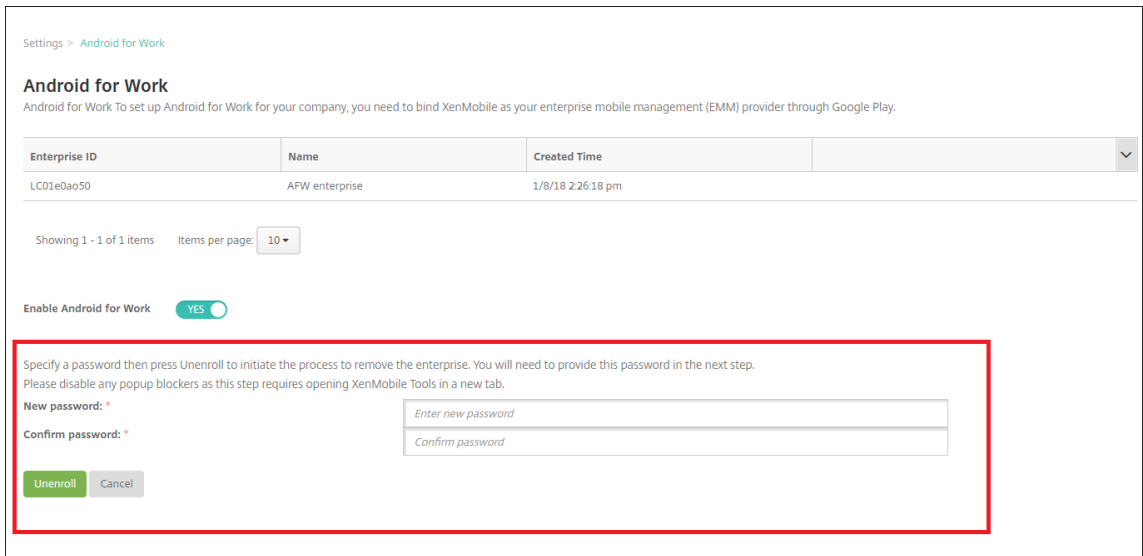 Settings > Android for Work
Android for Work
Android for Work To set up Android for Work for your company, you need to bind XenMobile as your enterprise mobile management (EMM) provider through Google Play.
Enterprise ID Name Created Time
LC01e0ao50 AFW enterprise 1/8/18 2:26:18 pm
Showing 1 - 1 of 1 items Items per page: 10
Enable Android for Work YES
Specify a password then press Unenroll to initiate the process to remove the enterprise. You will need to provide this password in the next step.
Please disable any popup blockers as this step requires opening XenMobile Tools in a new tab.
New password: * Enter new password
Confirm password: * Confirm password
Unenroll Cancel